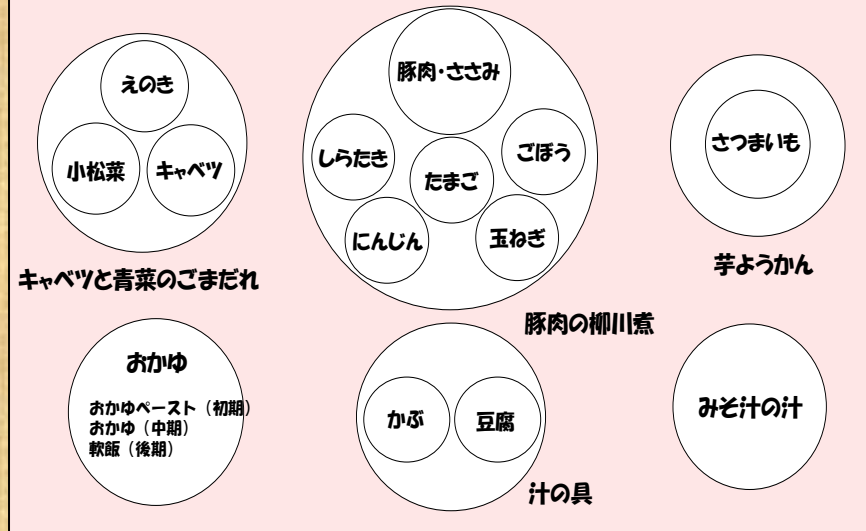 えのき
小松菜
キャベツ
キャベツと青菜のごまだれ
豚肉・ささみ
しらたき
たまご
ごぼう
にんじん
玉ねぎ
豚肉の柳川煮
さつまいも
芋ようかん
おかゆ
おかゆペースト（初期）
おかゆ（中期）
軟飯（後期）
かぶ
豆腐
汁の具
みそ汁の汁